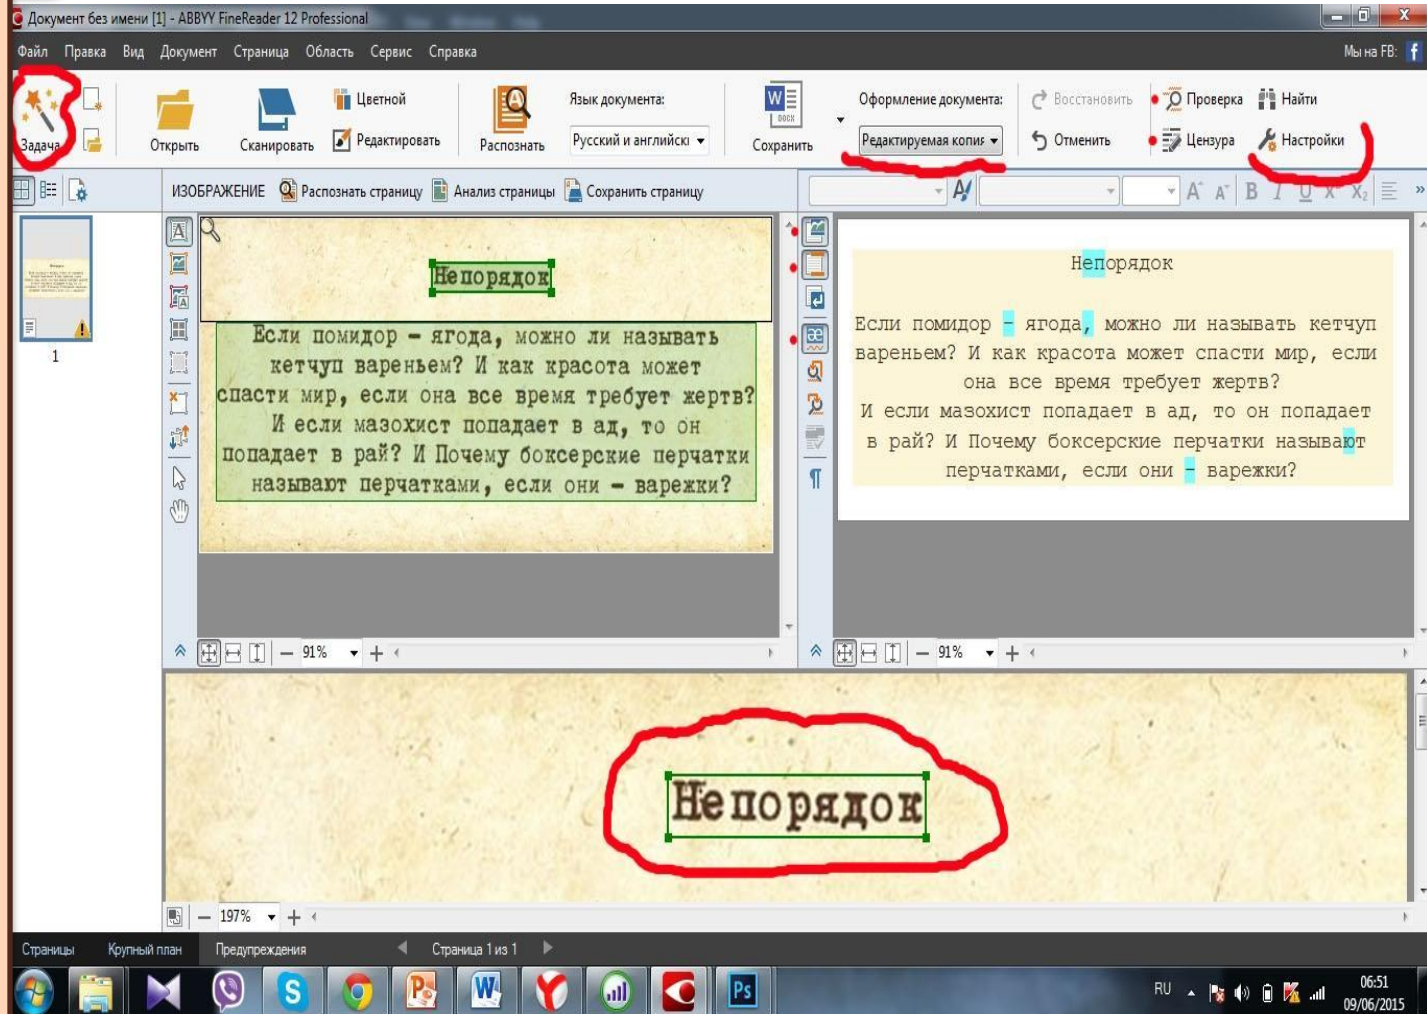 Документ без имени [1] - ABBYY FineReader 12 Professional
Файл Правка Вид Документ Страница Область Сервис Справка Мы на FB:
Задача
Открыть
Сканировать
Цветной
Редактировать
Распознать
Язык документа:
Русский и английскі
Сохранить
Оформление документа:
Редактируемая копия
Восстановить
Отменить
Проверка
Цензура
Найти
Настройки
ИЗОБРАЖЕНИЕ Распознать страницу Анализ страницы Сохранить страницу
1
Непорядок
Если помидор – ягода, можно ли называть
кетчуп вареньем? И как красота может
спасти мир, если она все время требует жертв?
И если мазохист попадает в ад, то он
попадает в рай? И Почему боксерские перчатки
называют перчатками, если они – варежки?
91%
Непорядок
Если помидор – ягода, можно ли называть кетчуп
вареньем? И как красота может спасти мир, если
она все время требует жертв?
И если мазохист попадает в ад, то он попадает
в рай? И Почему боксерские перчатки называют
перчатками, если они – варежки?
91%
Непорядок
197%
Страницы Крупный план Предупреждения Страница 1 из 1
RU
06:51
09/06/2015